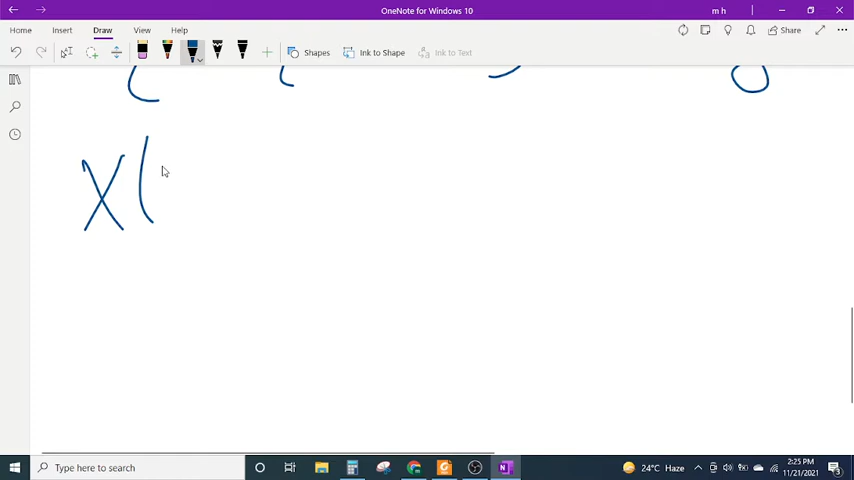 OneNote for Windows 10
m h
Home
Insert
Draw
View
Help
Share
Shapes
Ink to Shape
Ink to Text
X(
Type here to search
24°C Haze
2:25 PM
11/21/2021
3